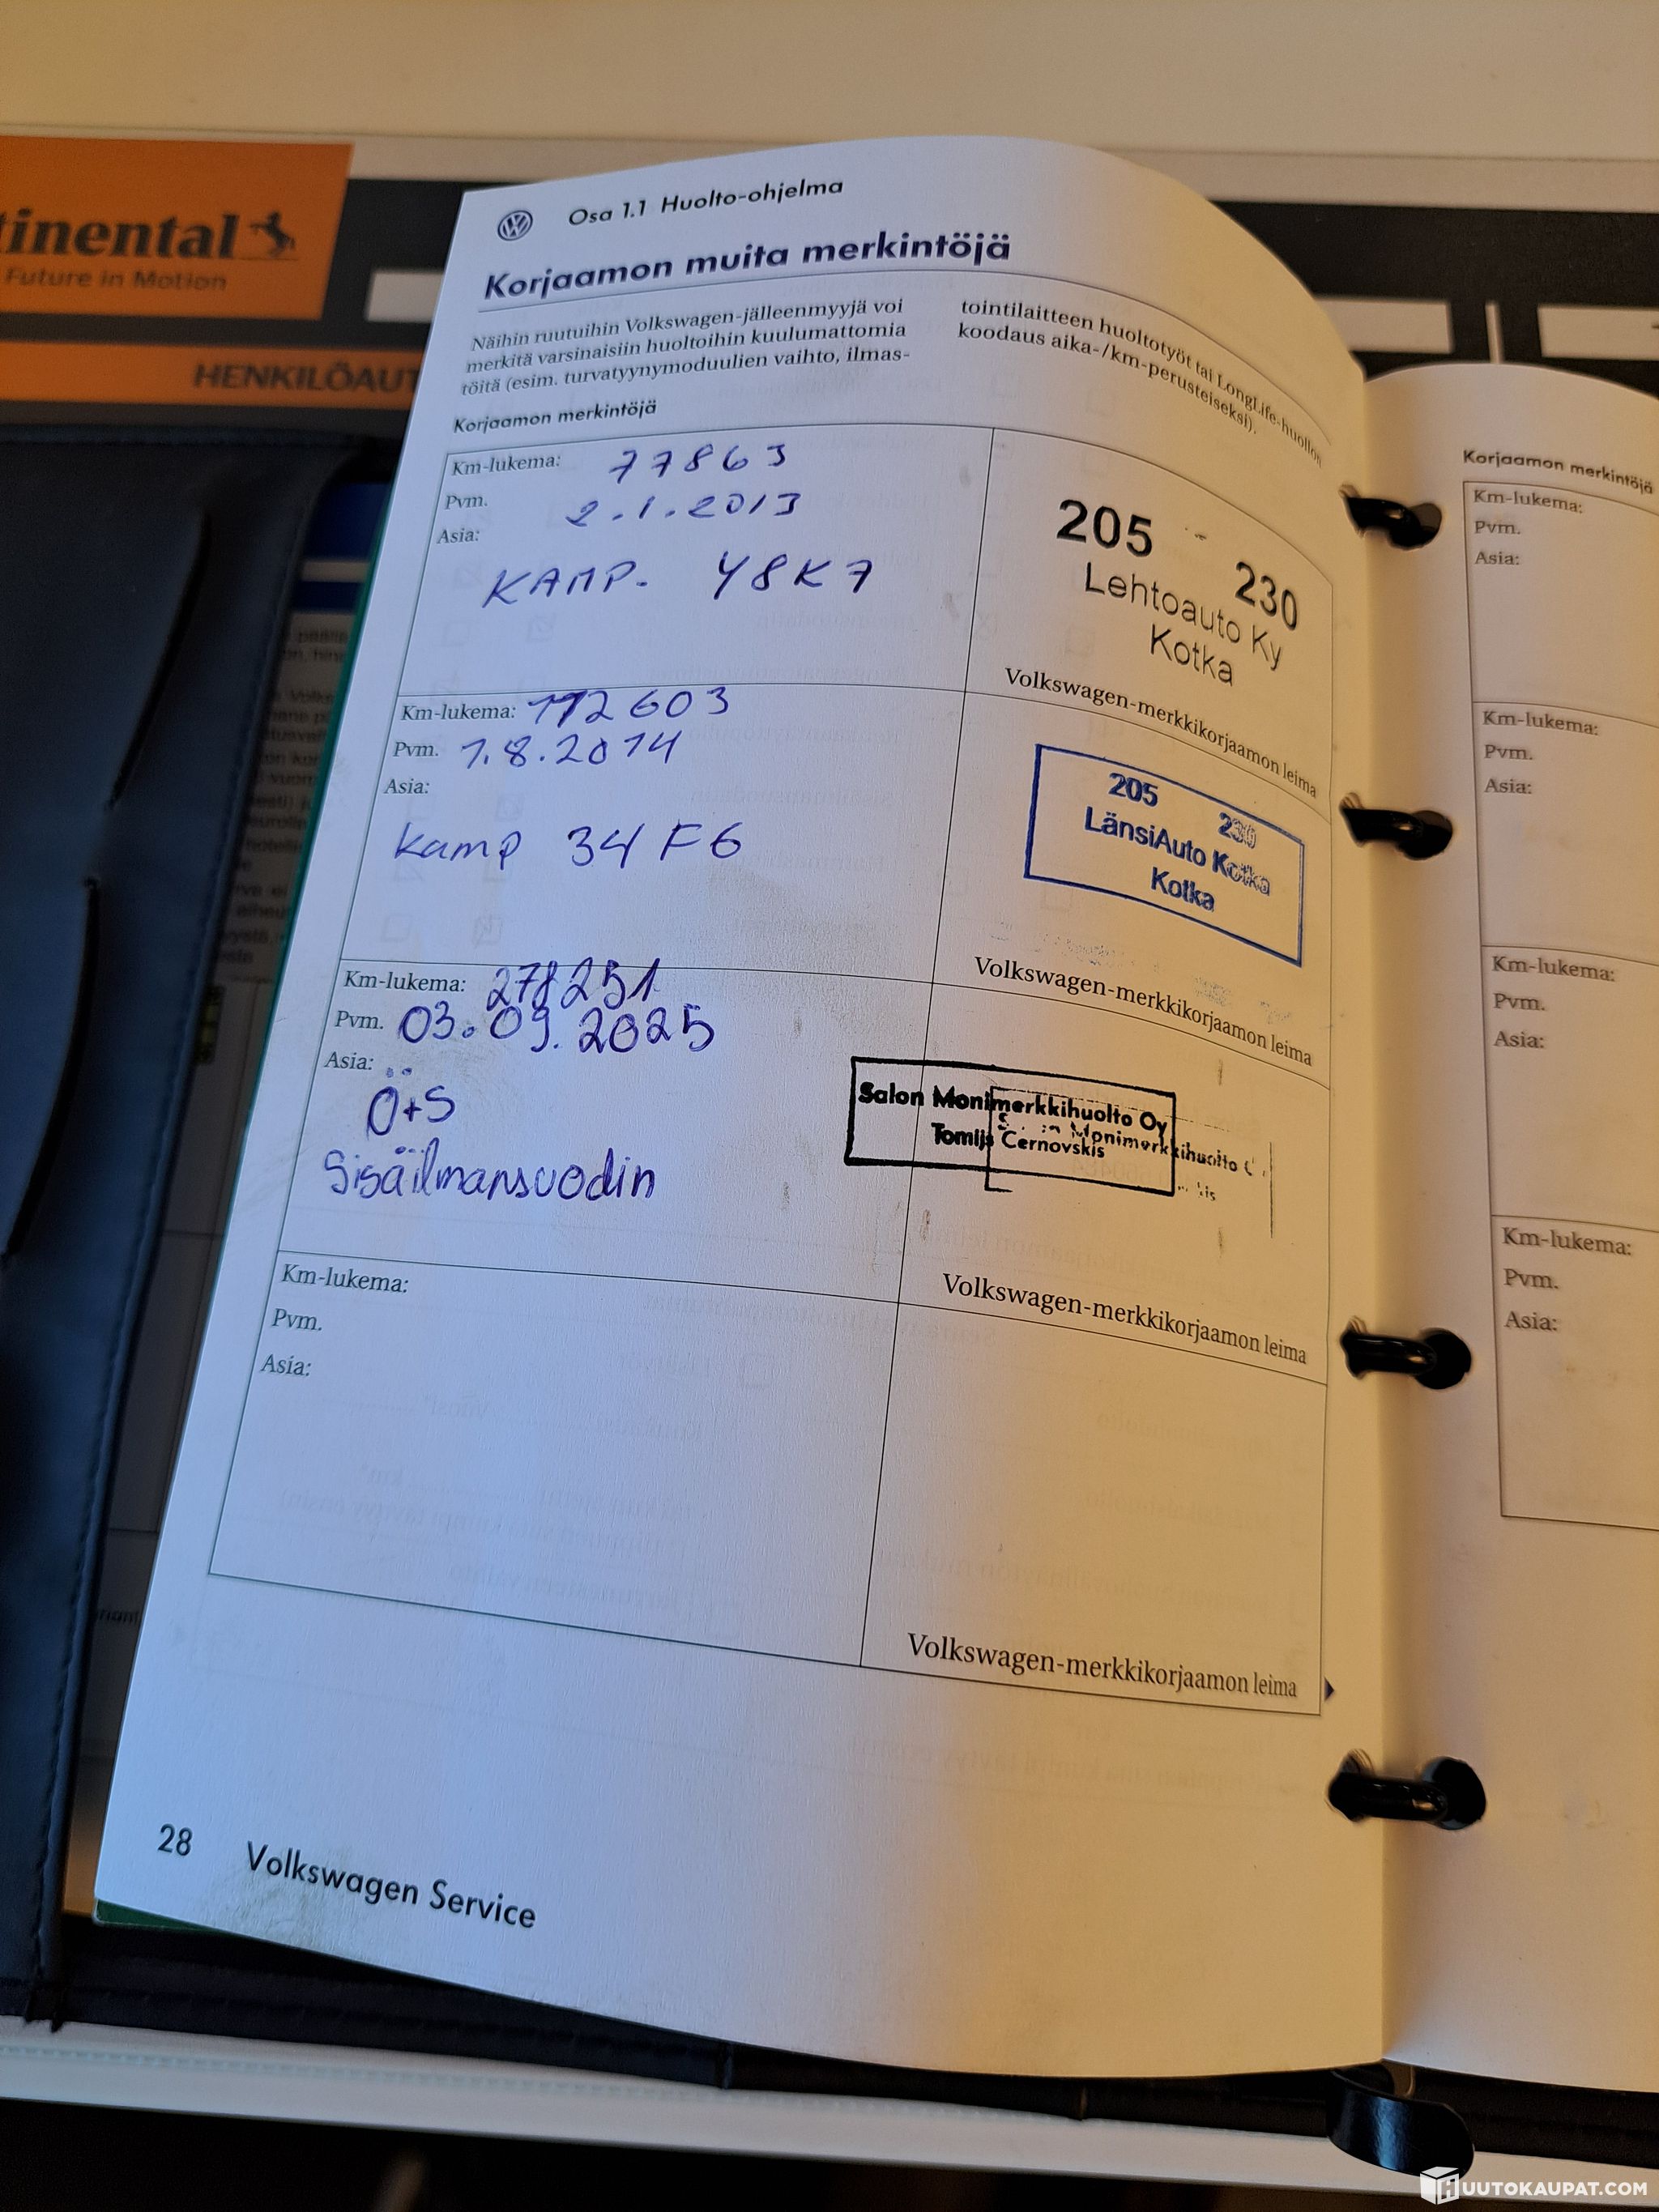 tinental
Future in Motion
HENKILÖAUT
Osa 1.1 Huolto-ohjelma
Korjaamon muita merkintöjä
Näihin ruutuihin Volkswagen-jälleenmyyjä voi
merkitä varsinaisiin huoltoihin kuulumattomia
töitä (esim. turvatyynymoduulien vaihto, ilmas-
tointilaitteen huoltotyöt tai LongLife-huollon
koodaus aika-/km-perusteiseksi).
Korjaamon merkintöjä
Km-lukema: 77863
Pvm. 2.1.2013
Asia:
KAMP. 48K7
205 - 230
Lehtoauto Ky
Kotka
Volkswagen-merkkikorjaamon leima
Km-lukema: 112603
Pvm. 1.8.2014
Asia:
Kamp 34F6
205 230
LänsiAuto Kotka
Kotka
Volkswagen-merkkikorjaamon leima
Km-lukema: 278251
Pvm. 03.09.2025
Asia:
Ö+S
Sisäilmansuodin
Salon Monimerkkihuolto Oy
Černovskis
Monimerkkihuolto
Volkswagen-merkkikorjaamon leima
Km-lukema:
Pvm.
Asia:
Volkswagen-merkkikorjaamon leima
28 Volkswagen Service
Korjaamon merkintöjä
Km-lukema:
Pvm.
Asia:
Km-lukema:
Pvm.
Asia:
Km-lukema:
Pvm.
Asia:
Km-lukema:
Pvm.
Asia:
HUUTOKAUPAT.COM